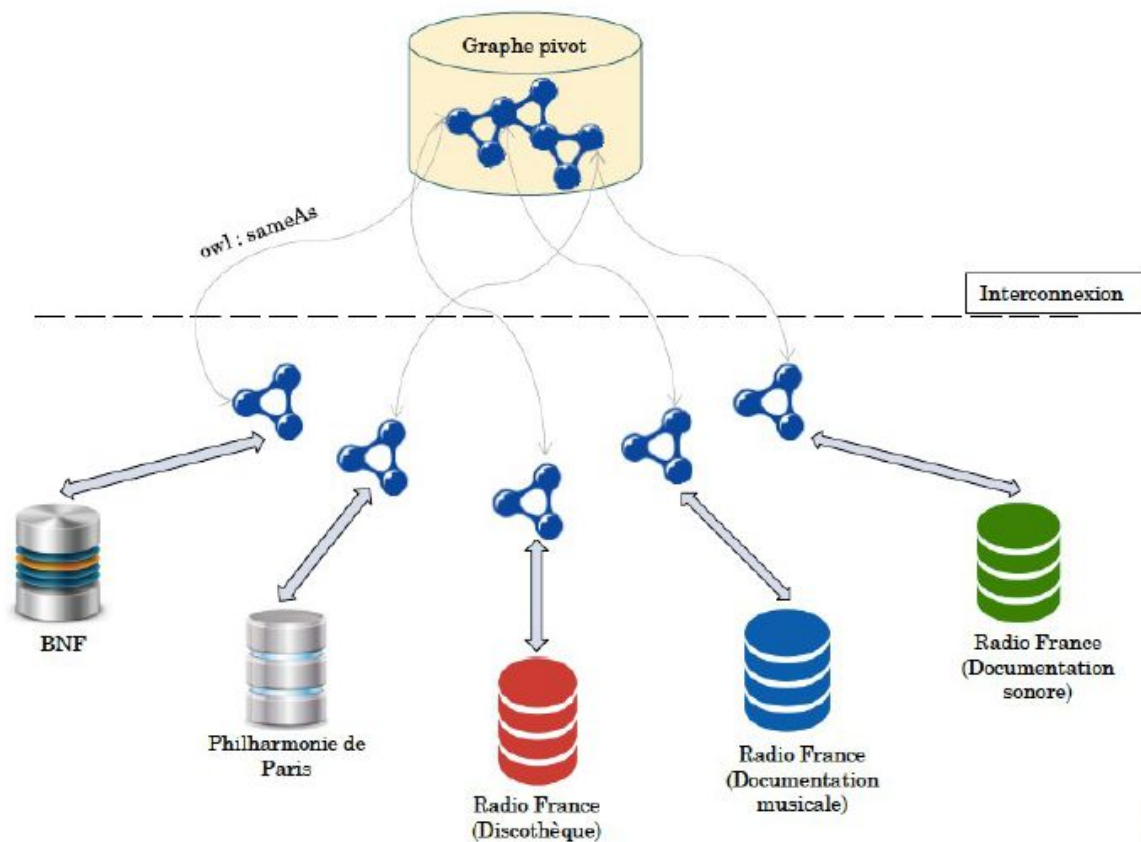 Graphe pivot
owl : sameAs
Interconnexion
BNF
Philharmonie de
Paris
Radio France
(Discothèque)
Radio France
(Documentation
musicale)
Radio France
(Documentation
sonore)